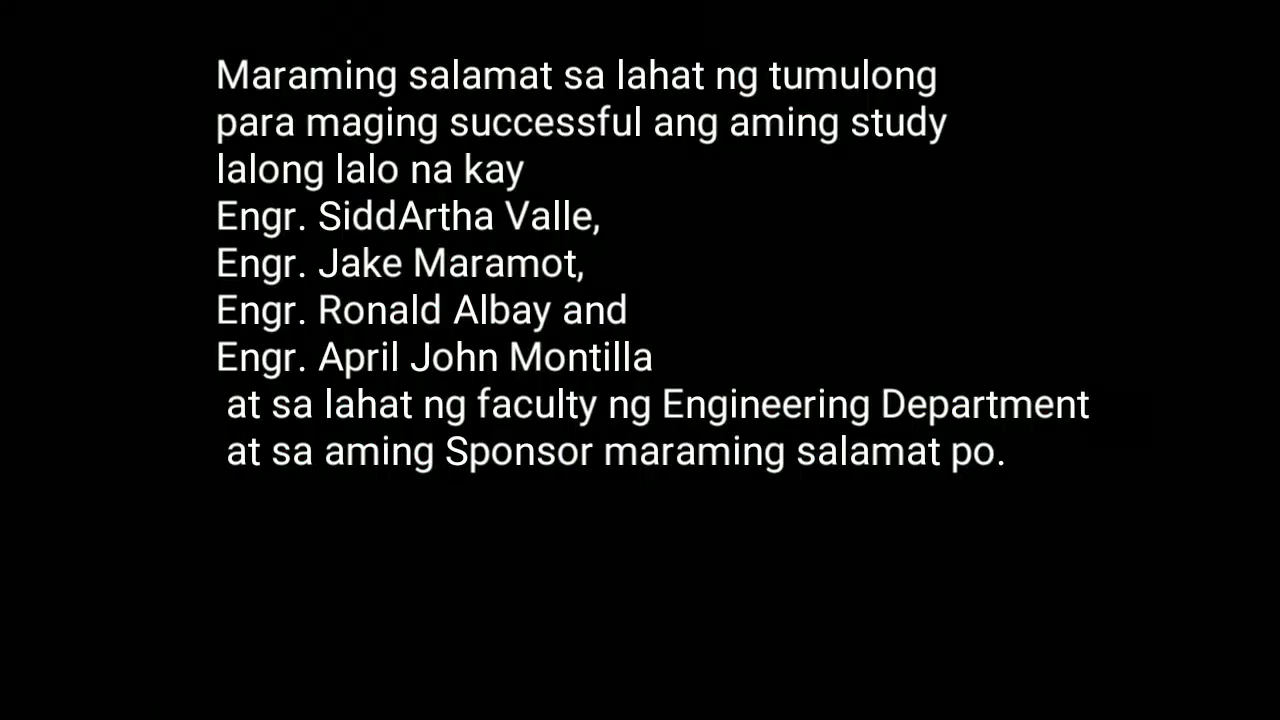 Maraming salamat sa lahat ng tumulong
para maging successful ang aming study
lalong lalo na kay
Engr. SiddArtha Valle,
Engr. Jake Maramot,
Engr. Ronald Albay and
Engr. April John Montilla
at sa lahat ng faculty ng Engineering Department
at sa aming Sponsor maraming salamat po.